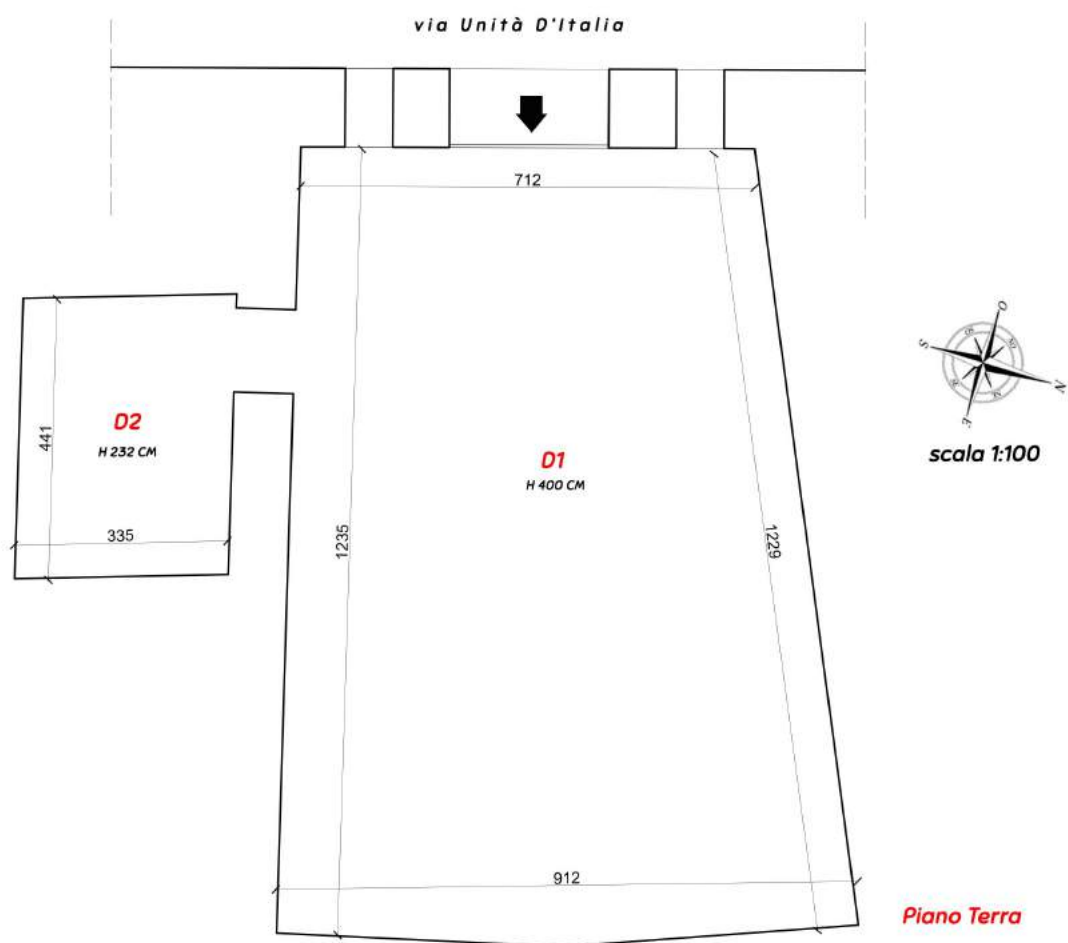 via Unità D'Italia
712
D2
H 232 CM
441
335
D1
H 400 CM
1235
1229
912
O
S
N
E
scala 1:100
Piano Terra